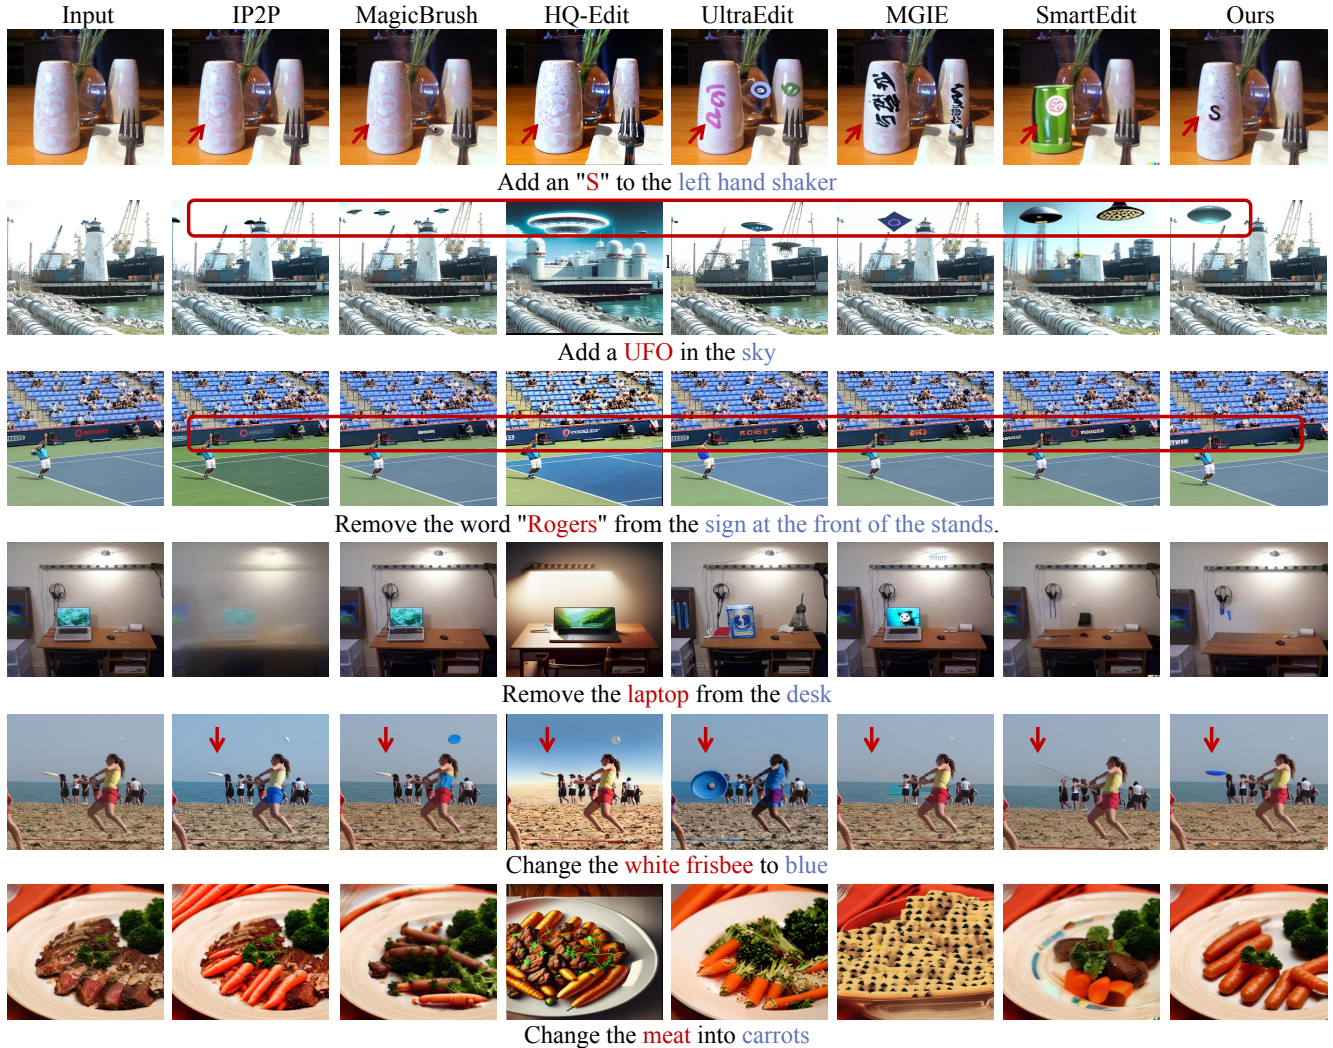 Input IP2P MagicBrush HQ-Edit UltraEdit MGIE SmartEdit Ours
S
Add an "S" to the left hand shaker
l
Add a UFO in the sky
ROGERS
Remove the word "Rogers" from the sign at the front of the stands.
Remove the laptop from the desk
Change the white frisbee to blue
Change the meat into carrots